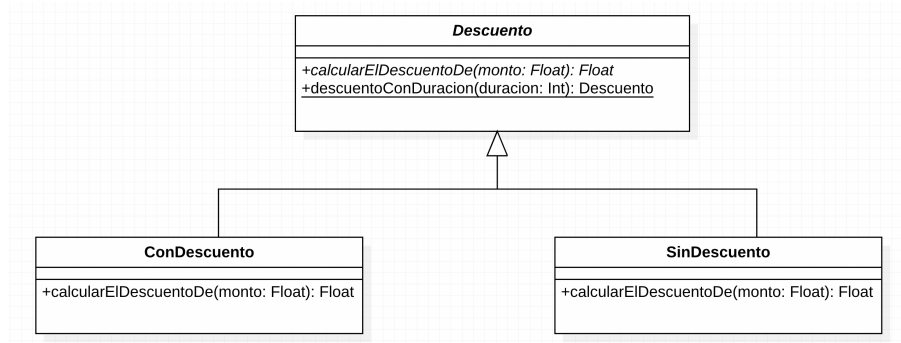 Descuento
+calcularElDescuentoDe(monto: Float): Float
+descuentoConDuracion(duracion: Int): Descuento
ConDescuento
+calcularElDescuentoDe(monto: Float): Float
SinDescuento
+calcularElDescuentoDe(monto: Float): Float